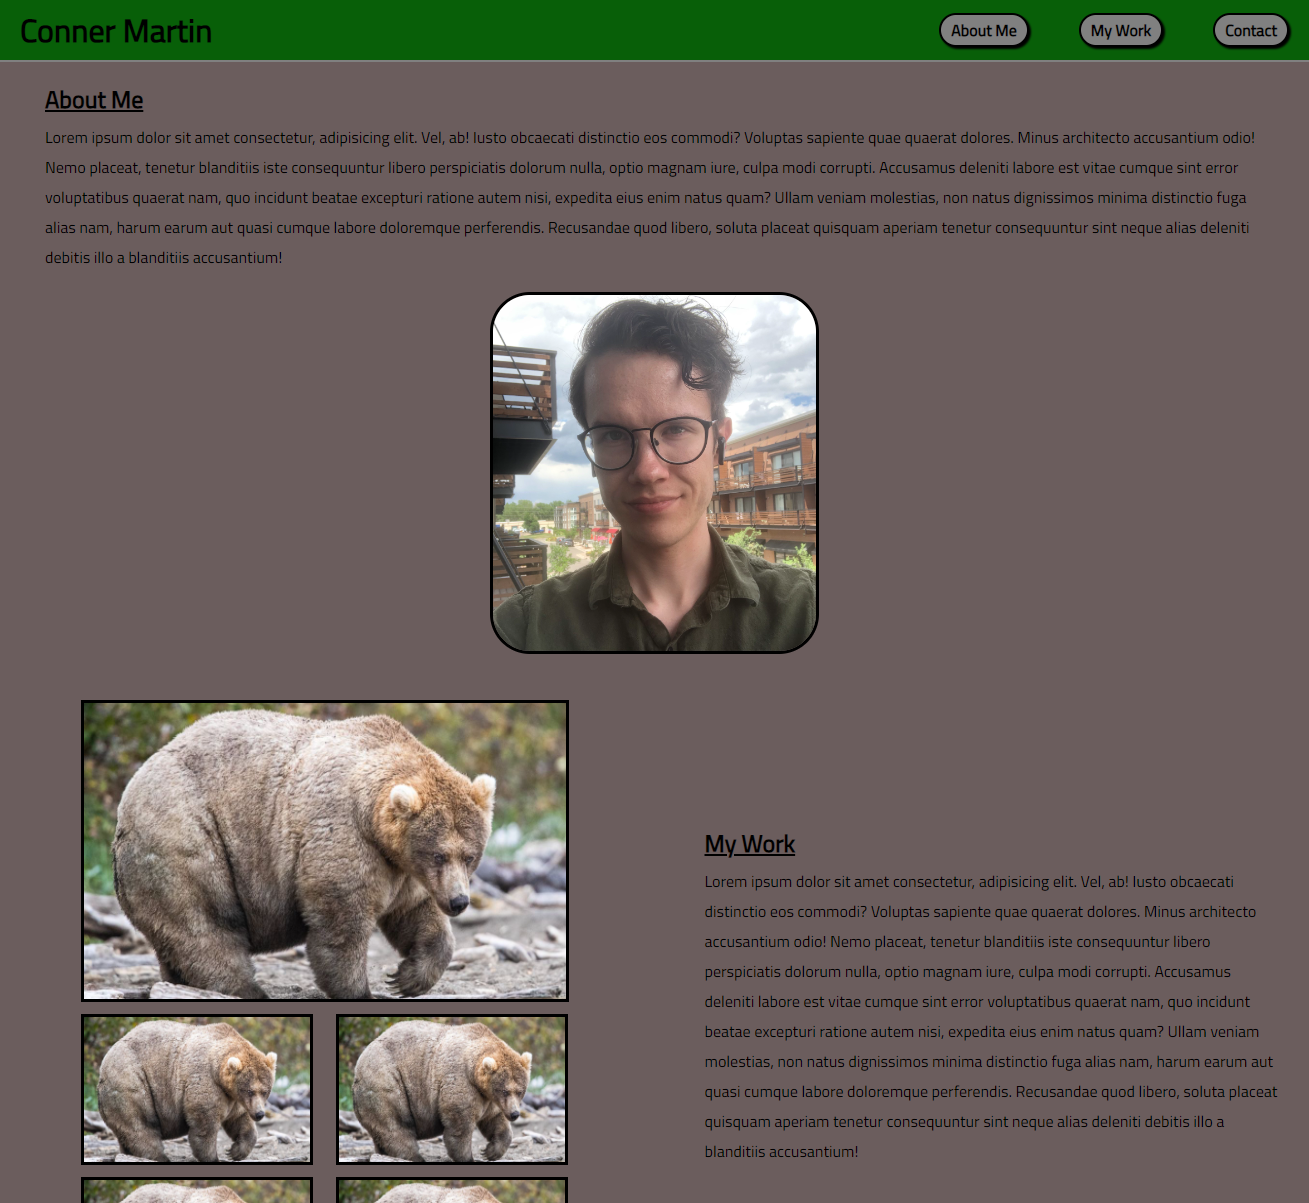 Conner Martin
About Me
My Work
Contact
About Me
Lorem ipsum dolor sit amet consectetur, adipisicing elit. Vel, ab! Iusto obcaecati distinctio eos commodi? Voluptas sapiente quae quaerat dolores. Minus architecto accusantium odio!
Nemo placeat, tenetur blanditiis iste consequuntur libero perspiciatis dolorum nulla, optio magnam iure, culpa modi corrupti. Accusamus deleniti labore est vitae cumque sint error
voluptatibus quaerat nam, quo incidunt beatae excepturi ratione autem nisi, expedita eius enim natus quam? Ullam veniam molestias, non natus dignissimos minima distinctio fuga
alias nam, harum earum aut quasi cumque labore doloremque perferendis. Recusandae quod libero, soluta placeat quisquam aperiam tenetur consequuntur sint neque alias deleniti
debitis illo a blanditiis accusantium!
My Work
Lorem ipsum dolor sit amet consectetur, adipisicing elit. Vel, ab! Iusto obcaecati
distinctio eos commodi? Voluptas sapiente quae quaerat dolores. Minus architecto
accusantium odio! Nemo placeat, tenetur blanditiis iste consequuntur libero
perspiciatis dolorum nulla, optio magnam iure, culpa modi corrupti. Accusamus
deleniti labore est vitae cumque sint error voluptatibus quaerat nam, quo incidunt
beatae excepturi ratione autem nisi, expedita eius enim natus quam? Ullam veniam
molestias, non natus dignissimos minima distinctio fuga alias nam, harum earum aut
quasi cumque labore doloremque perferendis. Recusandae quod libero, soluta placeat
quisquam aperiam tenetur consequuntur sint neque alias deleniti debitis illo a
blanditiis accusantium!